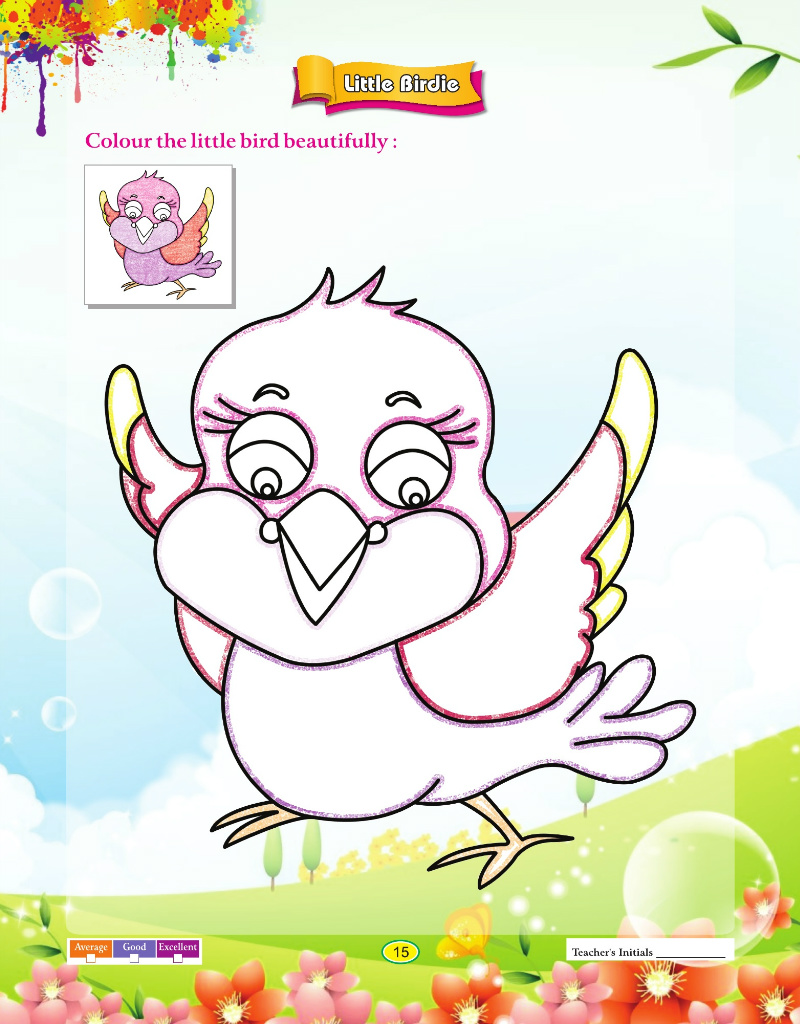 Little Birdie
Colour the little bird beautifully :
Average Good Excellent
15
Teacher's Initials